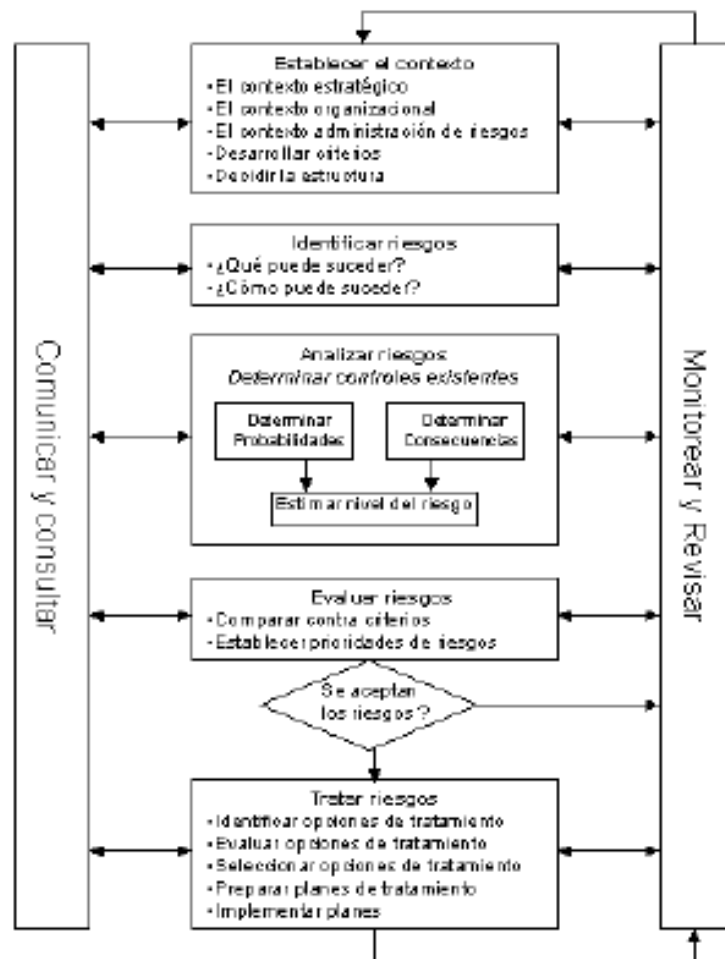 Establecer el contexto
•El contexto estratégico
•El contexto organizacional
•El contexto administración de riesgos
•Desarrollar criterios
•Decidir la estructura
Identificar riesgos
•¿Qué puede suceder?
•¿Cómo puede suceder?
Analizar riesgos
Determinar controles existentes
Determinar
Probabilidades
Determinar
Consecuencias
Estimar nivel del riesgo
Evaluar riesgos
•Comparar contra criterios
•Establecer prioridades de riesgos
Se aceptan
los riesgos ?
Tratar riesgos
•Identificar opciones de tratamiento
•Evaluar opciones de tratamiento
•Seleccionar opciones de tratamiento
•Preparar planes de tratamiento
•Implementar planes
Comunicar y consultar
Monitorear y Revisar